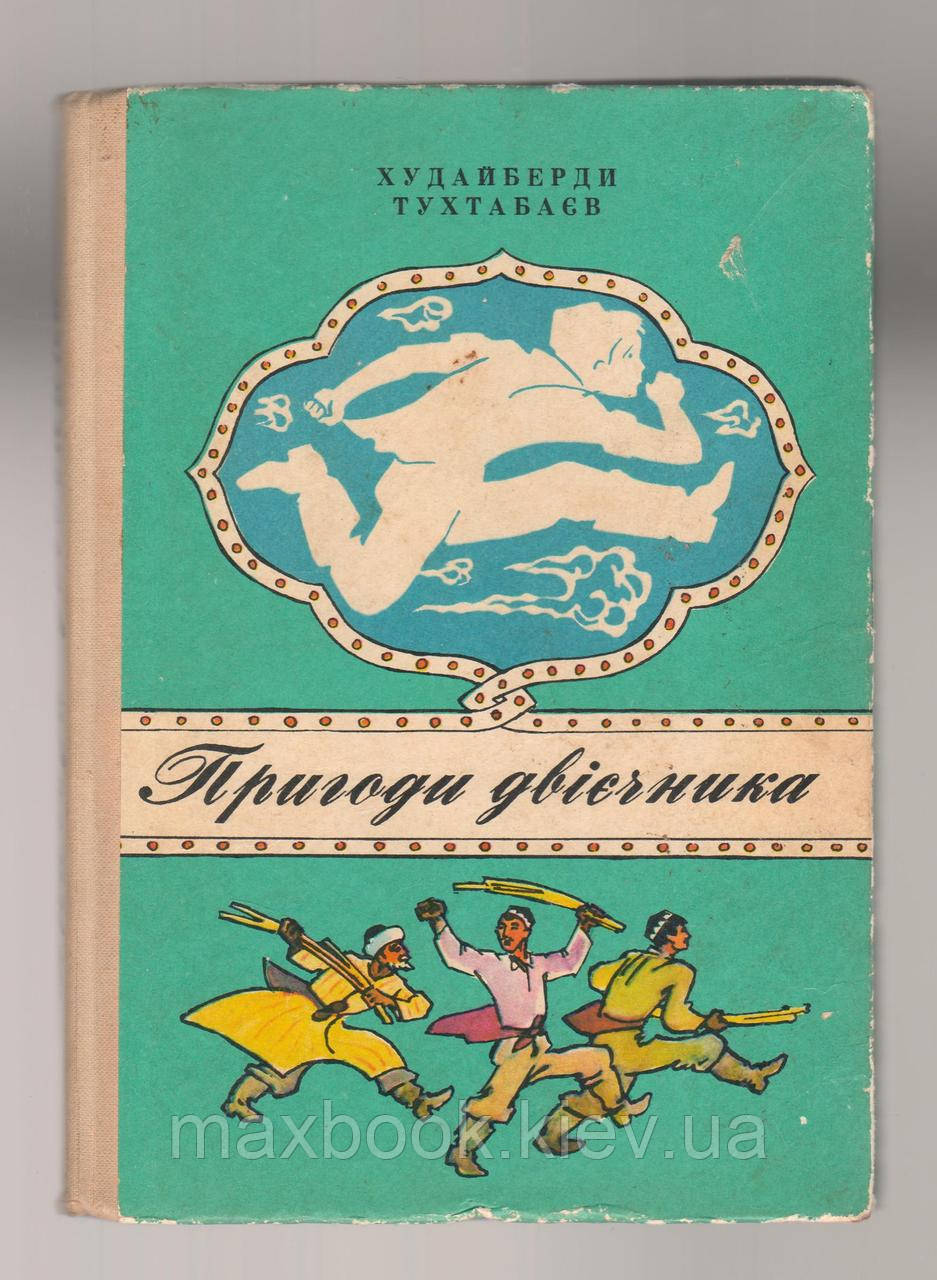 ХУДАЙБЕРДИ
ТУХТАБАЄВ
Пригоди двієчника
maxbook.kiev.ua